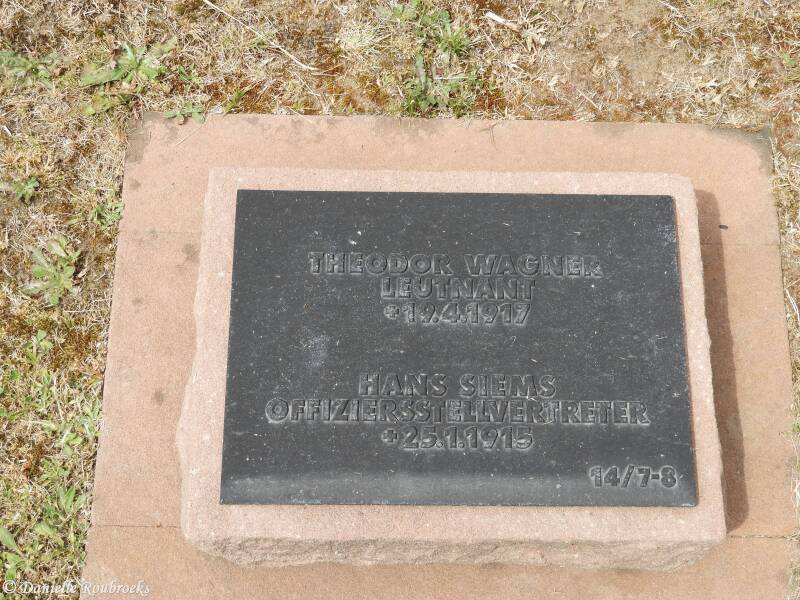 THEODOR WAGNER
LEUTNANT
+19.4.1917
HANS SIEMS
OFFIZIERSSTELLVERTRETER
+25.1.1915
14/7-8
© Danielle Roubroeks